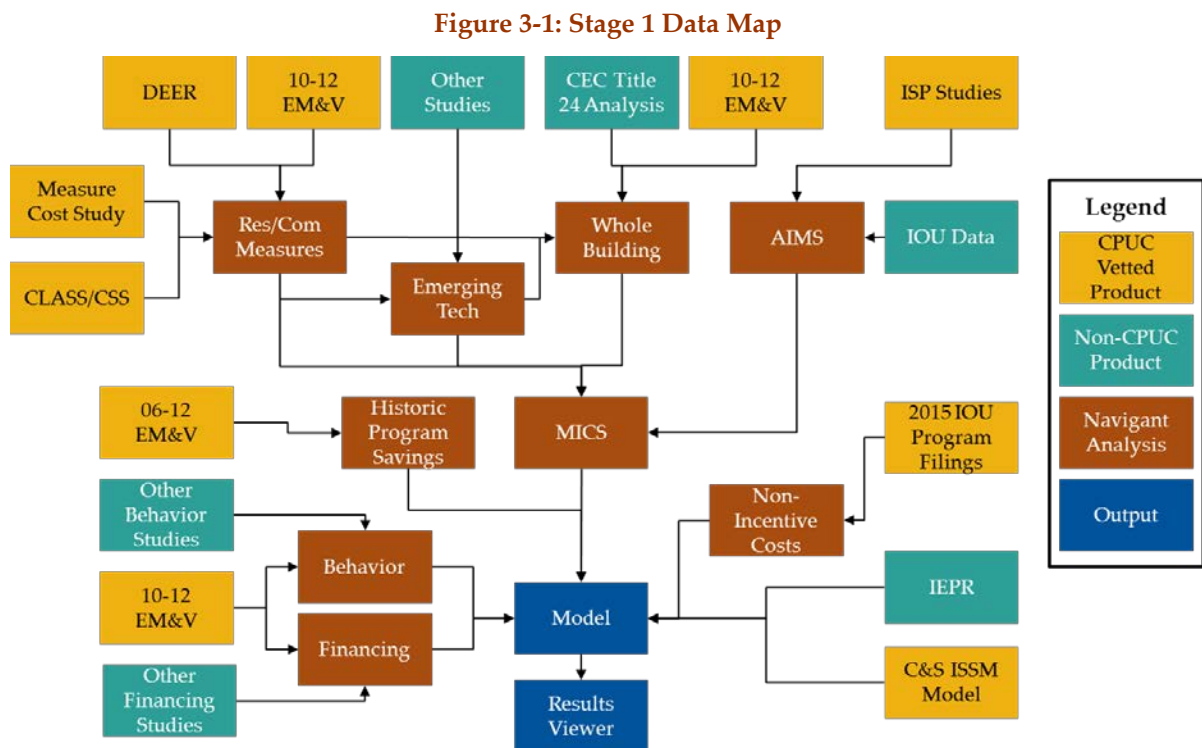 Figure 3-1: Stage 1 Data Map
DEER
10-12
EM&V
Other
Studies
CEC Title
24 Analysis
10-12
EM&V
ISP Studies
Measure
Cost Study
CLASS/CSS
Res/Com
Measures
Emerging
Tech
Whole
Building
AIMS
IOU Data
Legend
CPUC
Vetted
Product
Non-CPUC
Product
Navigant
Analysis
Output
06-12
EM&V
Historic
Program
Savings
MICS
2015 IOU
Program
Filings
Other
Behavior
Studies
Non-
Incentive
Costs
Behavior
10-12
EM&V
Financing
Model
IEPR
Other
Financing
Studies
Results
Viewer
C&S ISSM
Model